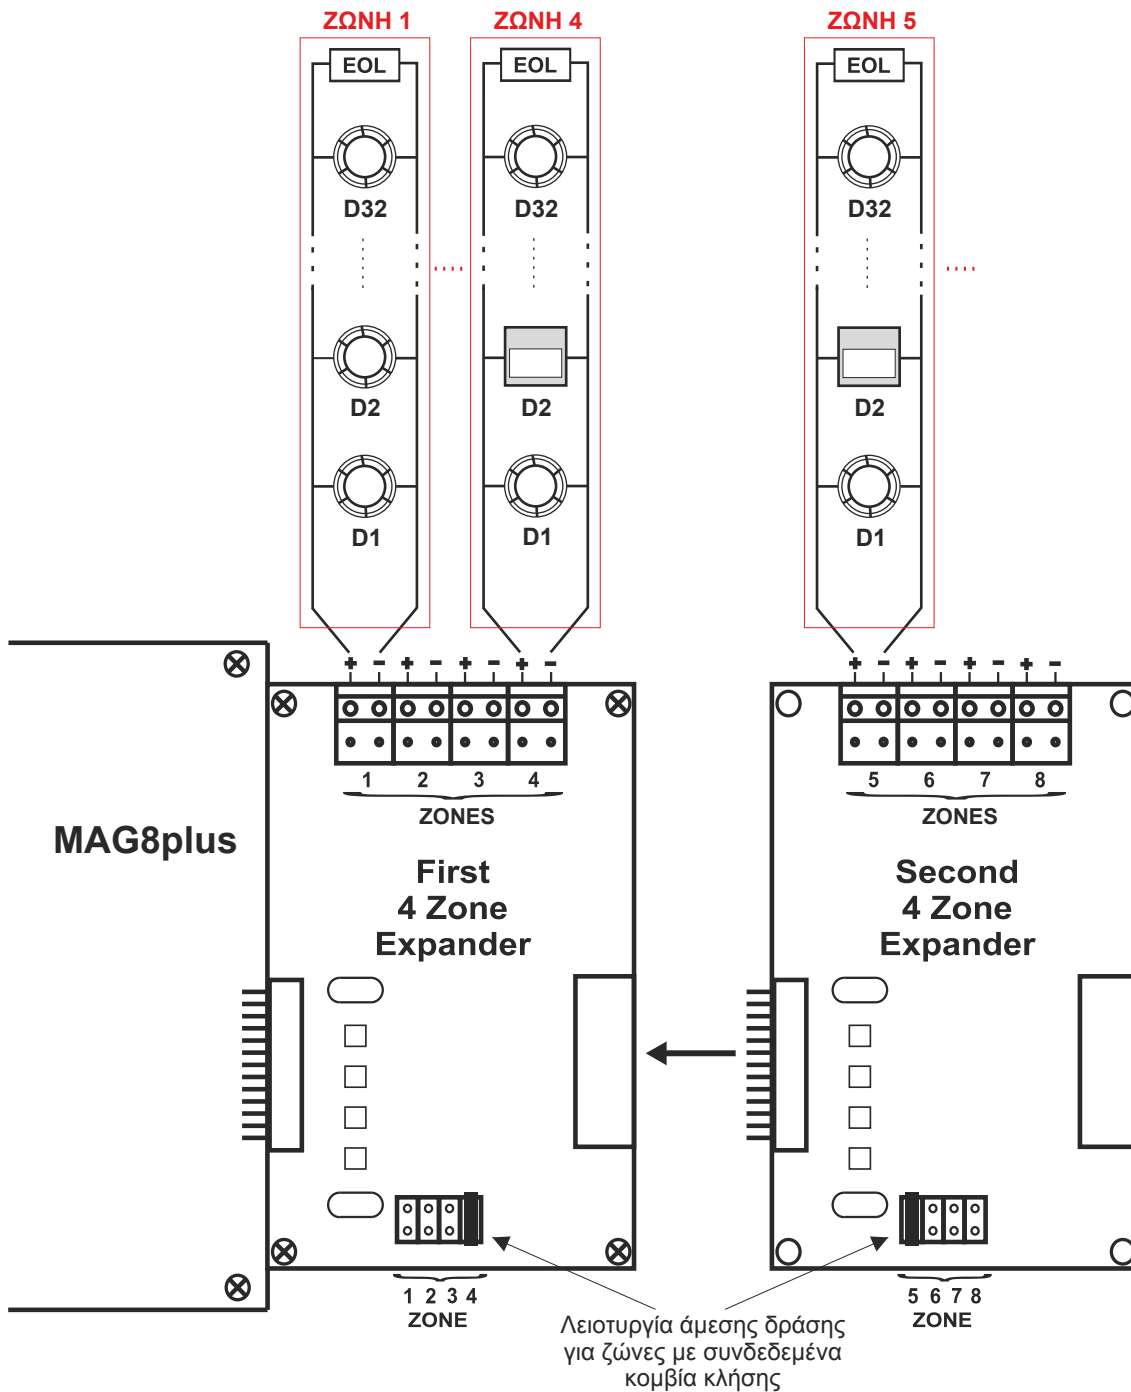 ΖΩΝΗ 1
ΖΩΝΗ 4
ΖΩΝΗ 5
EOL
EOL
EOL
D32
D32
D32
D2
D2
D2
D1
D1
D1
+ - + - + - + -
+ - + - + - + -
1 2 3 4
ZONES
5 6 7 8
ZONES
MAG8plus
First
4 Zone
Expander
Second
4 Zone
Expander
1 2 3 4
ZONE
5 6 7 8
ZONE
Λειοτυργία άμεσης δράσης
για ζώνες με συνδεδεμένα
κομβία κλήσης